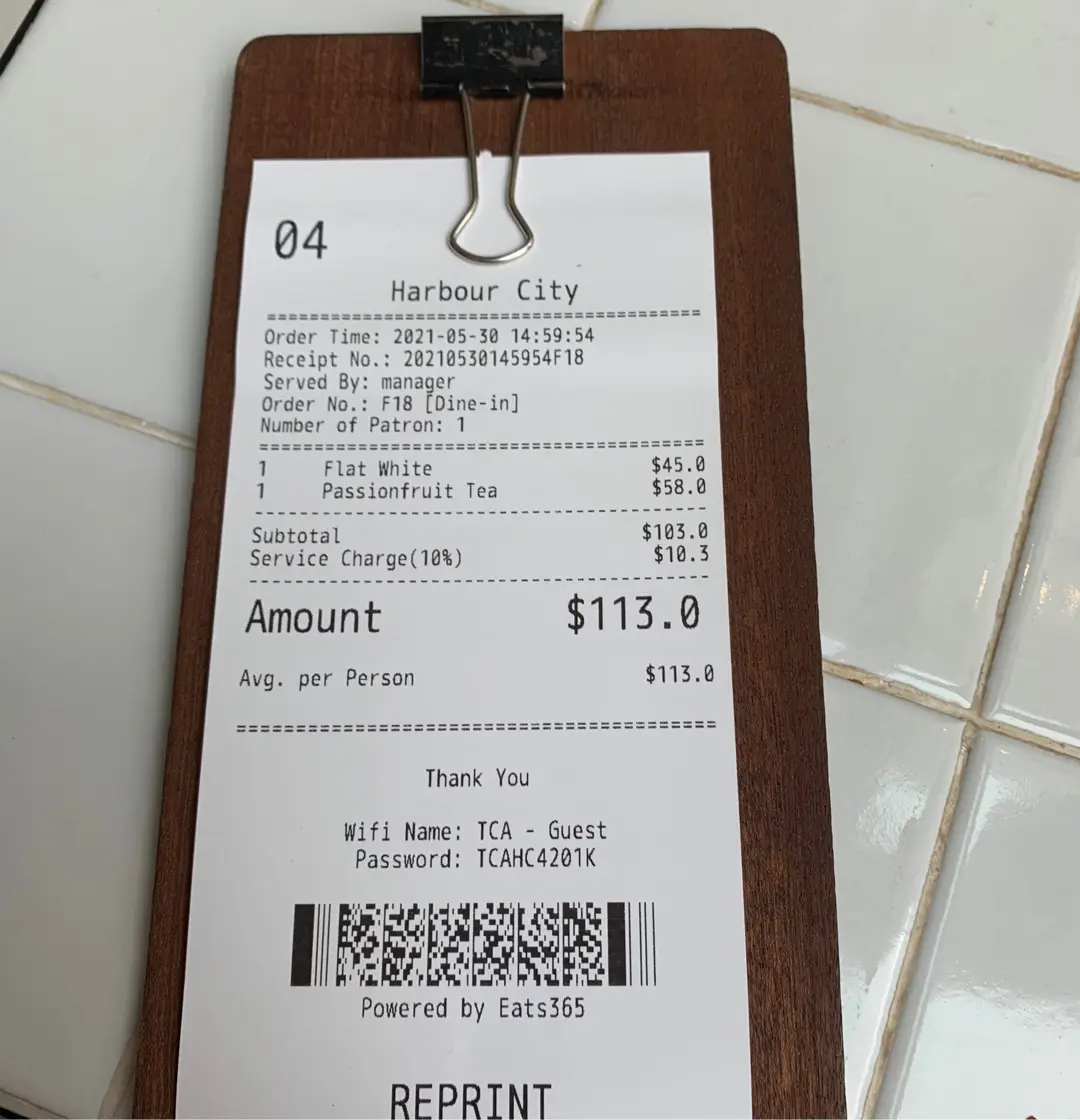 04
Harbour City
==========================================
Order Time: 2021-05-30 14:59:54
Receipt No.: 20210530145954F18
Served By: manager
Order No.: F18 [Dine-in]
Number of Patron: 1
==========================================
1 Flat White $45.0
1 Passionfruit Tea $58.0
------------------------------------------
Subtotal $103.0
Service Charge(10%) $10.3
------------------------------------------
Amount $113.0
Avg. per Person $113.0
==========================================
Thank You
Wifi Name: TCA - Guest
Password: TCAHC4201K
Powered by Eats365
REPRINT